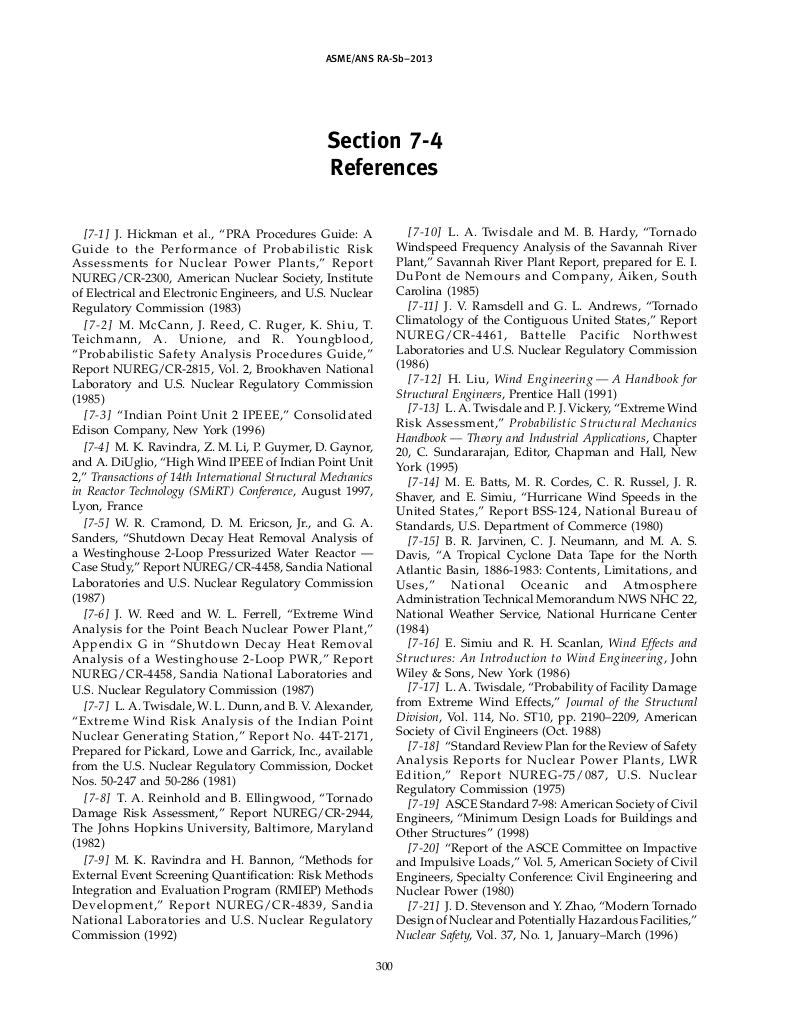 ASME/ANS RA-Sb–2013
Section 7-4
References
[7-1] J. Hickman et al., “PRA Procedures Guide: A
Guide to the Performance of Probabilistic Risk
Assessments for Nuclear Power Plants,” Report
NUREG/CR-2300, American Nuclear Society, Institute
of Electrical and Electronic Engineers, and U.S. Nuclear
Regulatory Commission (1983)
[7-2] M. McCann, J. Reed, C. Ruger, K. Shiu, T.
Teichmann, A. Unione, and R. Youngblood,
“Probabilistic Safety Analysis Procedures Guide,”
Report NUREG/CR-2815, Vol. 2, Brookhaven National
Laboratory and U.S. Nuclear Regulatory Commission
(1985)
[7-3] “Indian Point Unit 2 IPEEE,” Consolidated
Edison Company, New York (1996)
[7-4] M. K. Ravindra, Z. M. Li, P. Guymer, D. Gaynor,
and A. DiUglio, “High Wind IPEEE of Indian Point Unit
2,” Transactions of 14th International Structural Mechanics
in Reactor Technology (SMiRT) Conference, August 1997,
Lyon, France
[7-5] W. R. Cramond, D. M. Ericson, Jr., and G. A.
Sanders, “Shutdown Decay Heat Removal Analysis of
a Westinghouse 2-Loop Pressurized Water Reactor —
Case Study,” Report NUREG/CR-4458, Sandia National
Laboratories and U.S. Nuclear Regulatory Commission
(1987)
[7-6] J. W. Reed and W. L. Ferrell, “Extreme Wind
Analysis for the Point Beach Nuclear Power Plant,”
Appendix G in “Shutdown Decay Heat Removal
Analysis of a Westinghouse 2-Loop PWR,” Report
NUREG/CR-4458, Sandia National Laboratories and
U.S. Nuclear Regulatory Commission (1987)
[7-7] L. A. Twisdale, W. L. Dunn, and B. V. Alexander,
“Extreme Wind Risk Analysis of the Indian Point
Nuclear Generating Station,” Report No. 44T-2171,
Prepared for Pickard, Lowe and Garrick, Inc., available
from the U.S. Nuclear Regulatory Commission, Docket
Nos. 50-247 and 50-286 (1981)
[7-8] T. A. Reinhold and B. Ellingwood, “Tornado
Damage Risk Assessment,” Report NUREG/CR-2944,
The Johns Hopkins University, Baltimore, Maryland
(1982)
[7-9] M. K. Ravindra and H. Bannon, “Methods for
External Event Screening Quantification: Risk Methods
Integration and Evaluation Program (RMIEP) Methods
Development,” Report NUREG/CR-4839, Sandia
National Laboratories and U.S. Nuclear Regulatory
Commission (1992)
[7-10] L. A. Twisdale and M. B. Hardy, “Tornado
Windspeed Frequency Analysis of the Savannah River
Plant,” Savannah River Plant Report, prepared for E. I.
DuPont de Nemours and Company, Aiken, South
Carolina (1985)
[7-11] J. V. Ramsdell and G. L. Andrews, “Tornado
Climatology of the Contiguous United States,” Report
NUREG/CR-4461, Battelle Pacific Northwest
Laboratories and U.S. Nuclear Regulatory Commission
(1986)
[7-12] H. Liu, Wind Engineering — A Handbook for
Structural Engineers, Prentice Hall (1991)
[7-13] L. A. Twisdale and P. J. Vickery, “Extreme Wind
Risk Assessment,” Probabilistic Structural Mechanics
Handbook — Theory and Industrial Applications, Chapter
20, C. Sundararajan, Editor, Chapman and Hall, New
York (1995)
[7-14] M. E. Batts, M. R. Cordes, C. R. Russel, J. R.
Shaver, and E. Simiu, “Hurricane Wind Speeds in the
United States,” Report BSS-124, National Bureau of
Standards, U.S. Department of Commerce (1980)
[7-15] B. R. Jarvinen, C. J. Neumann, and M. A. S.
Davis, “A Tropical Cyclone Data Tape for the North
Atlantic Basin, 1886-1983: Contents, Limitations, and
Uses,” National Oceanic and Atmosphere
Administration Technical Memorandum NWS NHC 22,
National Weather Service, National Hurricane Center
(1984)
[7-16] E. Simiu and R. H. Scanlan, Wind Effects and
Structures: An Introduction to Wind Engineering, John
Wiley & Sons, New York (1986)
[7-17] L. A. Twisdale, “Probability of Facility Damage
from Extreme Wind Effects,” Journal of the Structural
Division, Vol. 114, No. ST10, pp. 2190–2209, American
Society of Civil Engineers (Oct. 1988)
[7-18] “Standard Review Plan for the Review of Safety
Analysis Reports for Nuclear Power Plants, LWR
Edition,” Report NUREG-75/087, U.S. Nuclear
Regulatory Commission (1975)
[7-19] ASCE Standard 7-98: American Society of Civil
Engineers, “Minimum Design Loads for Buildings and
Other Structures” (1998)
[7-20] “Report of the ASCE Committee on Impactive
and Impulsive Loads,” Vol. 5, American Society of Civil
Engineers, Specialty Conference: Civil Engineering and
Nuclear Power (1980)
[7-21] J. D. Stevenson and Y. Zhao, “Modern Tornado
Design of Nuclear and Potentially Hazardous Facilities,”
Nuclear Safety, Vol. 37, No. 1, January–March (1996)
300